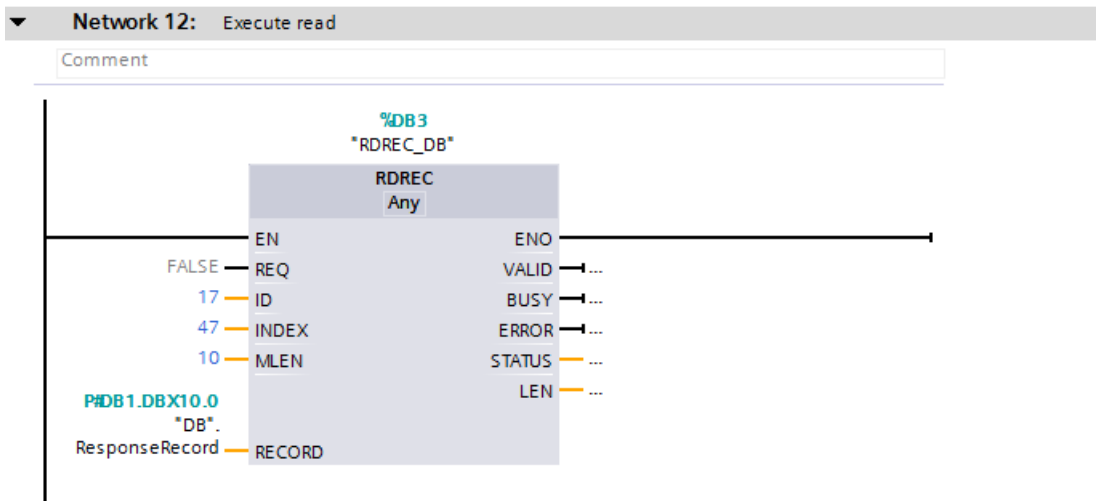 Network 12: Execute read
Comment
%DB3
"RDREC_DB"
RDREC
Any
EN ENO
FALSE REQ VALID ...
17 ID BUSY ...
47 INDEX ERROR ...
10 MLEN STATUS ...
LEN ...
P#DB1.DBX10.0
"DB".
ResponseRecord RECORD